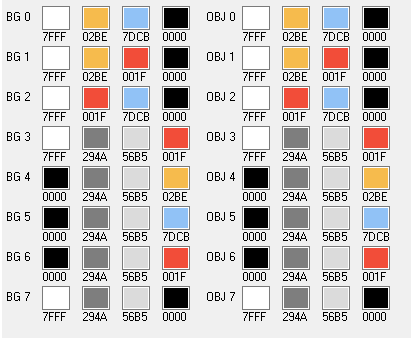 BG 0 OBJ 0
7FFF 02BE 7DCB 0000 7FFF 02BE 7DCB 0000
BG 1 OBJ 1
7FFF 02BE 001F 0000 7FFF 02BE 001F 0000
BG 2 OBJ 2
7FFF 001F 7DCB 0000 7FFF 001F 7DCB 0000
BG 3 OBJ 3
7FFF 294A 56B5 001F 7FFF 294A 56B5 001F
BG 4 OBJ 4
0000 294A 56B5 02BE 0000 294A 56B5 02BE
BG 5 OBJ 5
0000 294A 56B5 7DCB 0000 294A 56B5 7DCB
BG 6 OBJ 6
0000 294A 56B5 001F 0000 294A 56B5 001F
BG 7 OBJ 7
7FFF 294A 56B5 0000 7FFF 294A 56B5 0000